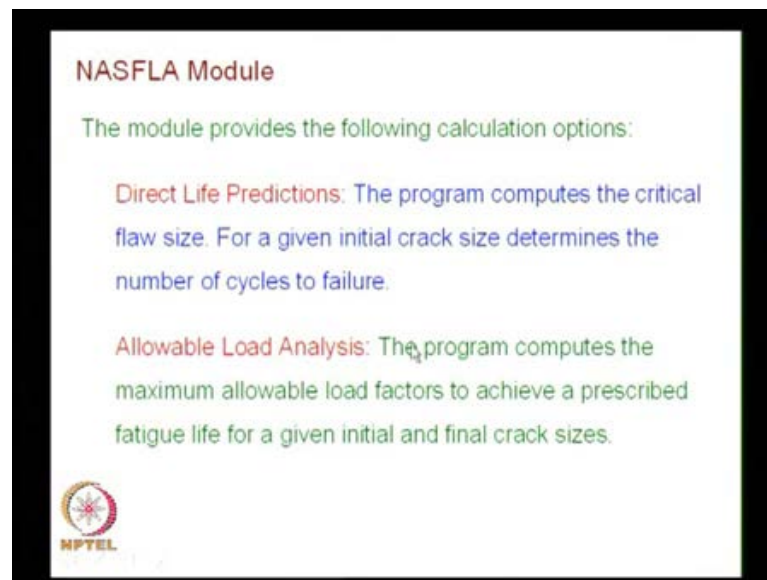 NASFLA Module
The module provides the following calculation options:
Direct Life Predictions: The program computes the critical
flaw size. For a given initial crack size determines the
number of cycles to failure.
Allowable Load Analysis: The program computes the
maximum allowable load factors to achieve a prescribed
fatigue life for a given initial and final crack sizes.
NPTEL